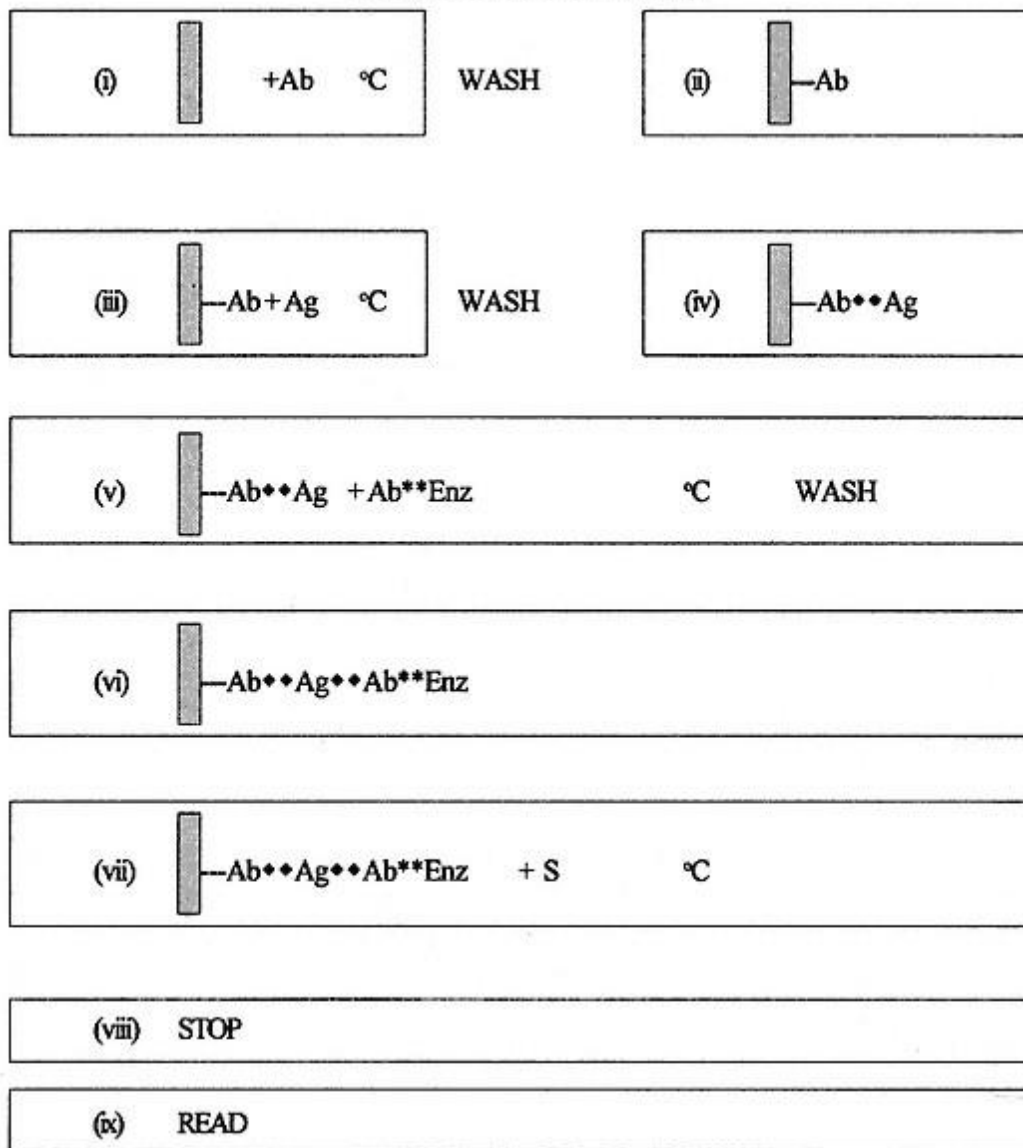 (i) +Ab °C WASH (ii) —Ab
(iii) ---Ab+Ag °C WASH (iv) —Ab♦♦Ag
(v) ---Ab♦♦Ag +Ab**Enz °C WASH
(vi) —Ab♦♦Ag♦♦Ab**Enz
(vii) ---Ab♦♦Ag♦♦Ab**Enz + S °C
(viii) STOP
(ix) READ